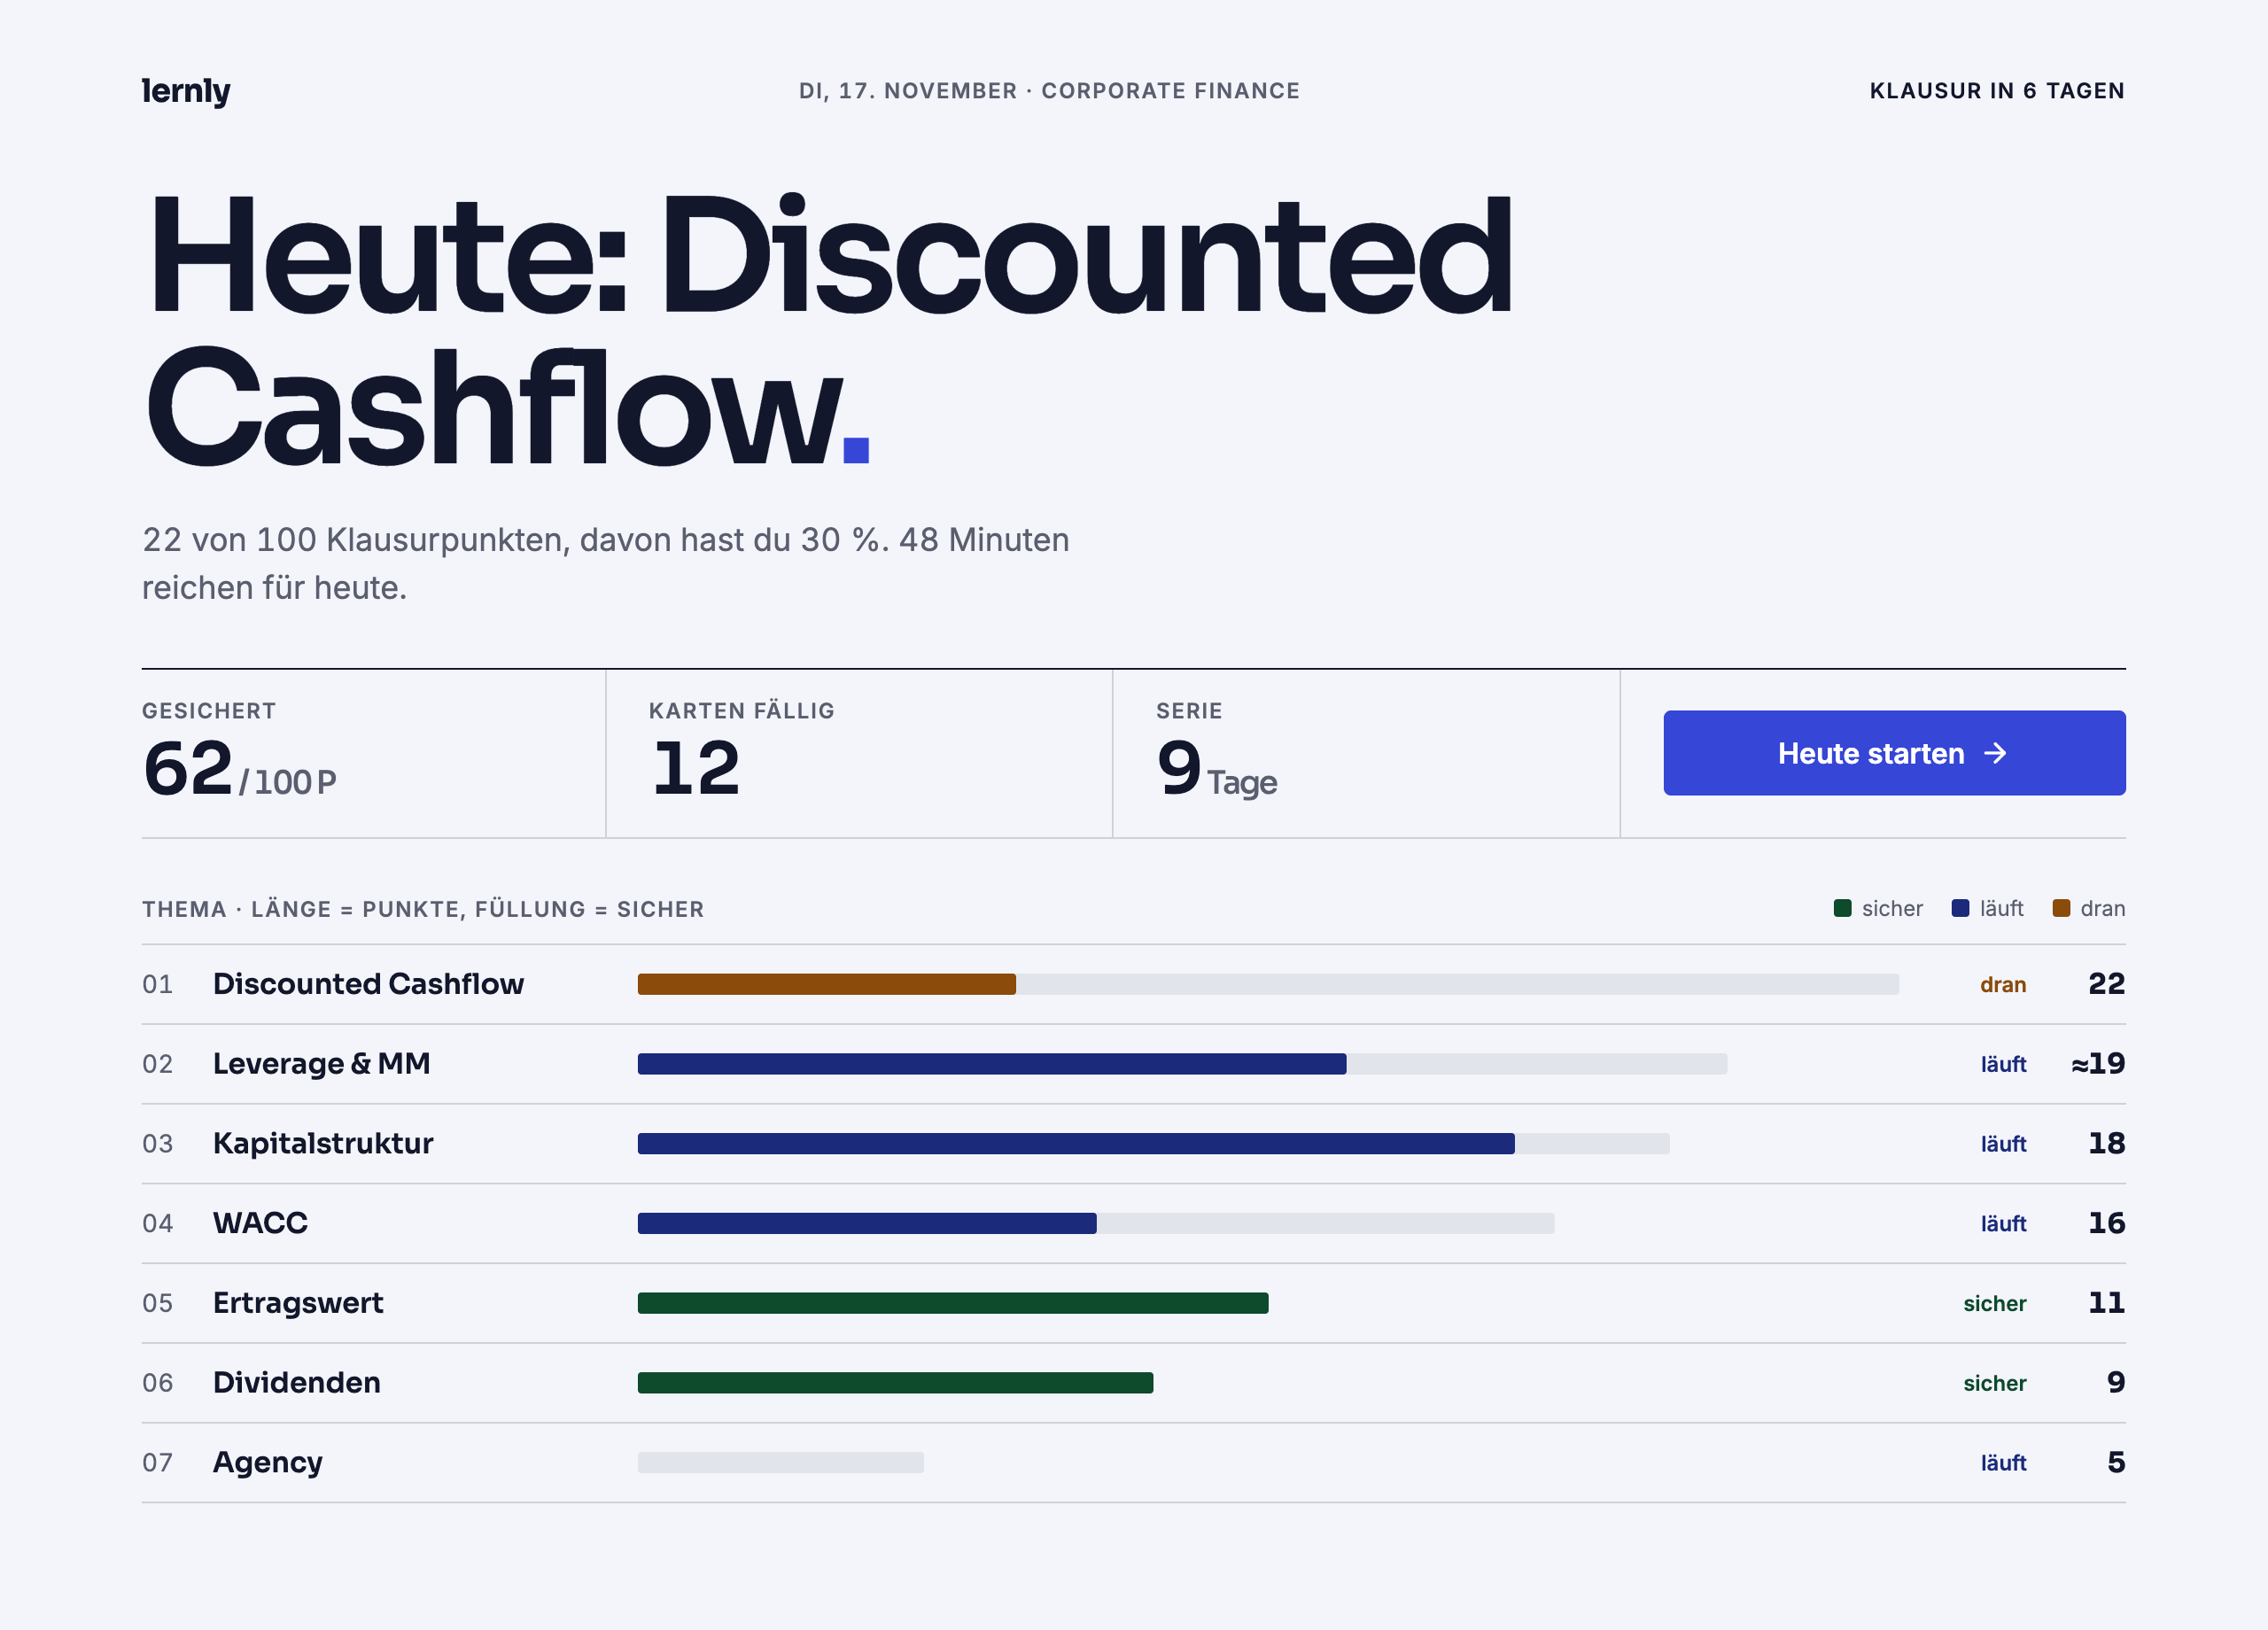 lernly
DI, 17. NOVEMBER · CORPORATE FINANCE
KLAUSUR IN 6 TAGEN
Heute: Discounted
Cashflow.
22 von 100 Klausurpunkten, davon hast du 30 %. 48 Minuten
reichen für heute.
GESICHERT
62 / 100 P
KARTEN FÄLLIG
12
SERIE
9 Tage
Heute starten →
THEMA · LÄNGE = PUNKTE, FÜLLUNG = SICHER
sicher läuft dran
01 Discounted Cashflow dran 22
02 Leverage & MM läuft ≈19
03 Kapitalstruktur läuft 18
04 WACC läuft 16
05 Ertragswert sicher 11
06 Dividenden sicher 9
07 Agency läuft 5